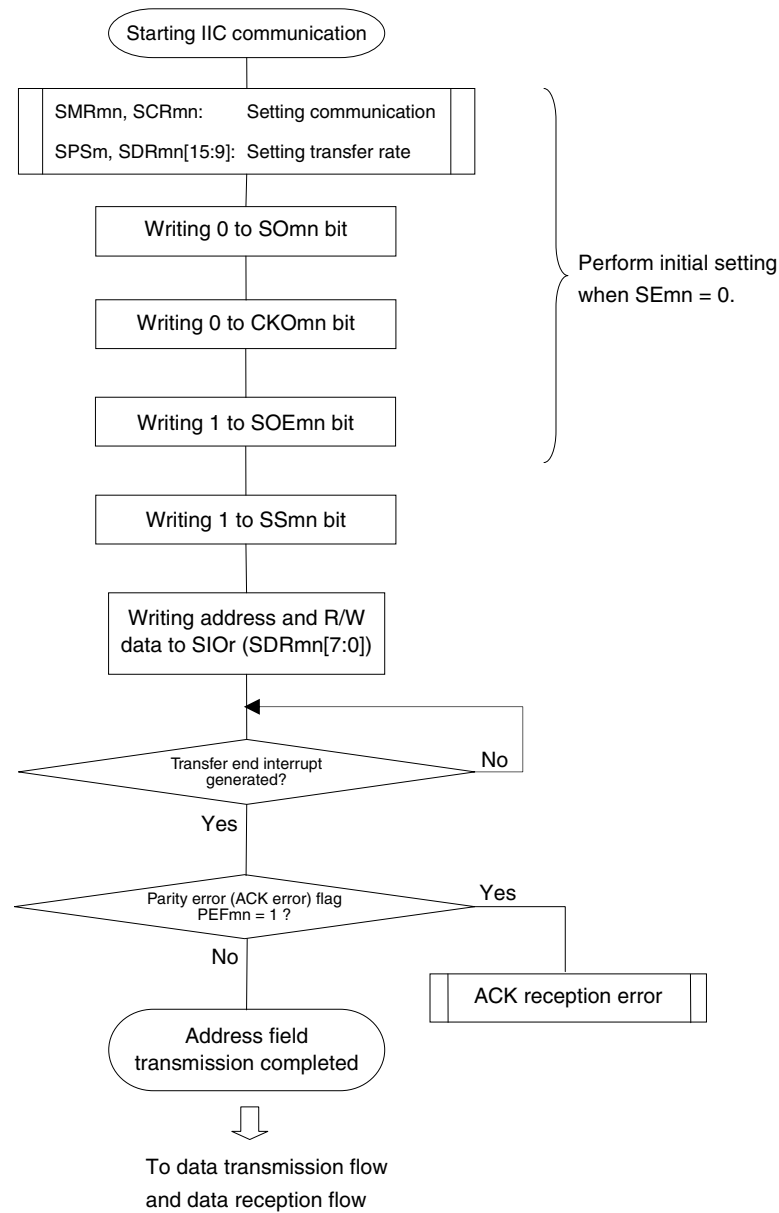 Starting IIC communication
SMRmn, SCRmn: Setting communication
SPSm, SDRmn[15:9]: Setting transfer rate
Writing 0 to SOmn bit
Perform initial setting
when SEmn = 0.
Writing 0 to CKOmn bit
Writing 1 to SOEmn bit
Writing 1 to SSmn bit
Writing address and R/W
data to SIOr (SDRmn[7:0])
Transfer end interrupt
generated?
No
Yes
Parity error (ACK error) flag
PEFmn = 1 ?
Yes
No
ACK reception error
Address field
transmission completed
To data transmission flow
and data reception flow